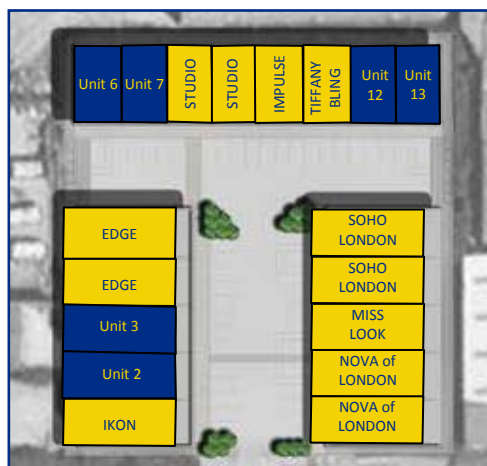 Unit 6
Unit 7
STUDIO
STUDIO
IMPULSE
TIFFANY
BLING
Unit
12
Unit
13
EDGE
EDGE
Unit 3
Unit 2
IKON
SOHO
LONDON
SOHO
LONDON
MISS
LOOK
NOVA of
LONDON
NOVA of
LONDON